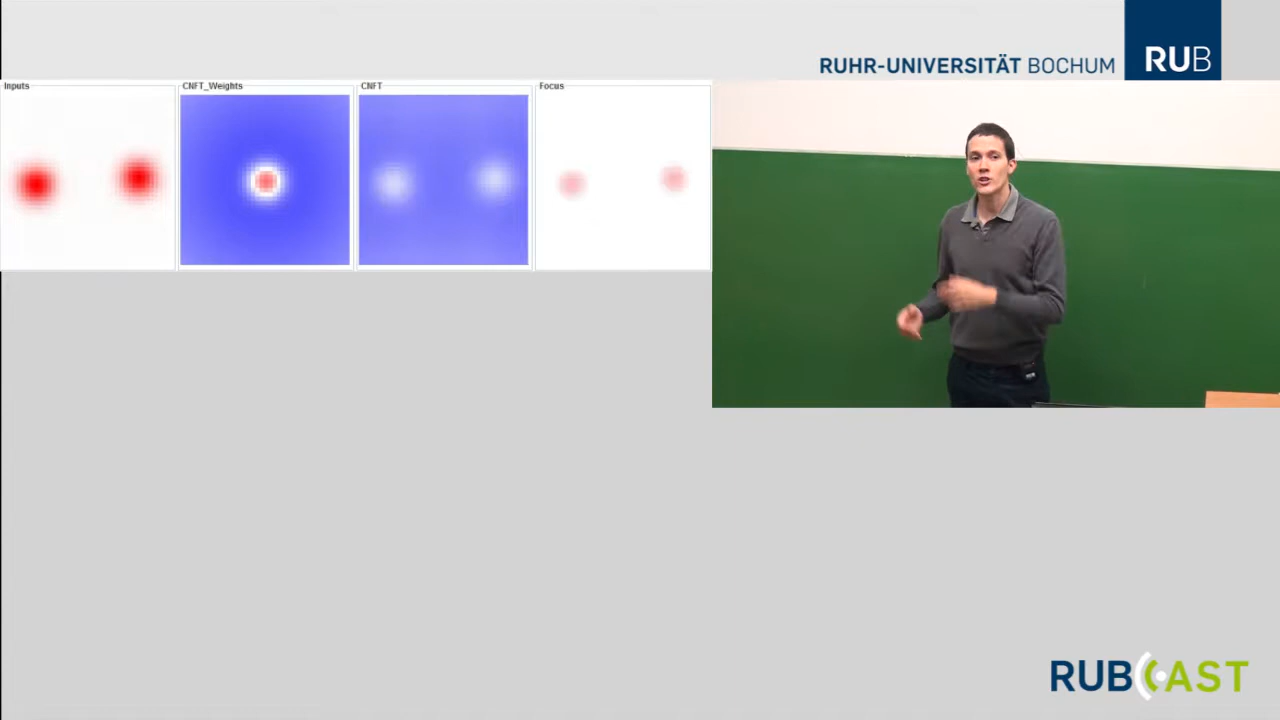 RUHR-UNIVERSITÄT BOCHUM
RUB
Inputs
CNFT_Weights
CNFT
Focus
RUBCAST